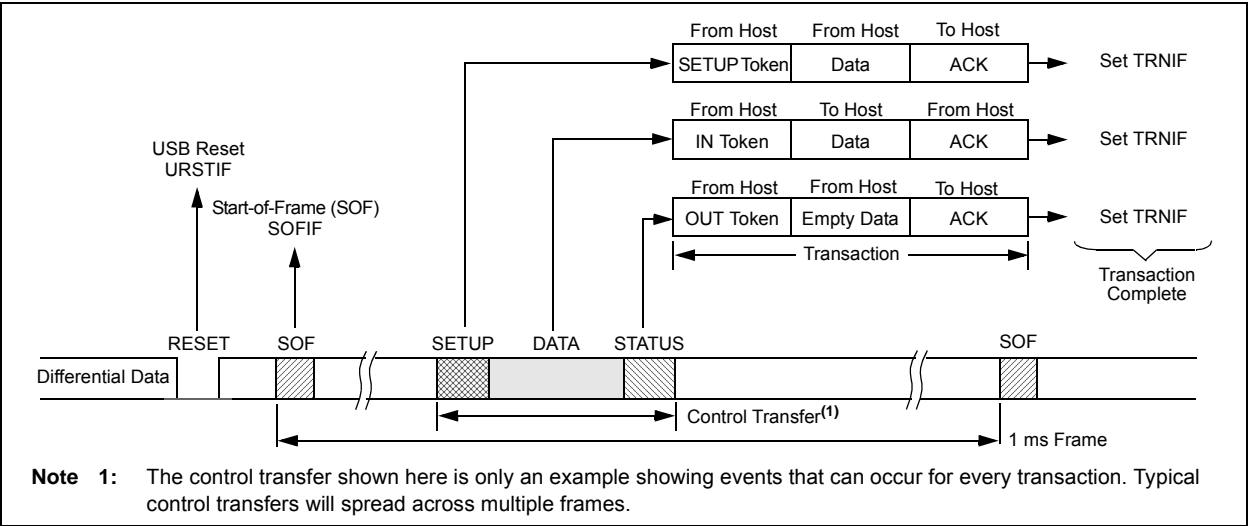 From Host From Host To Host
SETUP Token Data ACK Set TRNIF
From Host To Host From Host
IN Token Data ACK Set TRNIF
USB Reset
URSTIF
From Host From Host To Host
Start-of-Frame (SOF)
SOFIF
OUT Token Empty Data ACK Set TRNIF
Transaction
Transaction
Complete
RESET SOF SETUP DATA STATUS SOF
Differential Data
Control Transfer(1)
1 ms Frame
Note 1: The control transfer shown here is only an example showing events that can occur for every transaction. Typical
control transfers will spread across multiple frames.